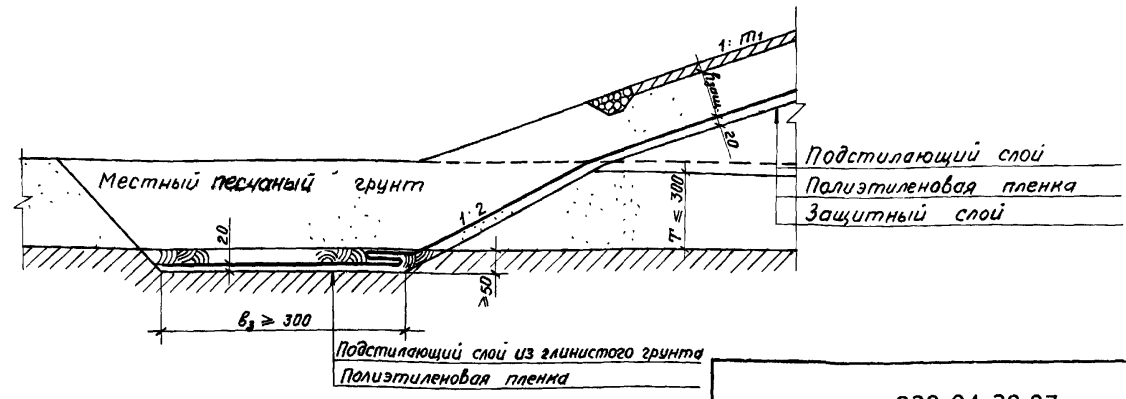 1: m1
hзащ.
20
Местный песчаный грунт
1:2
T ≤ 300
20
≥50
в3 ≥ 300
Подстилающий слой
Полиэтиленовая пленка
Защитный слой
Подстилающий слой из глинистого грунта
Полиэтиленовая пленка